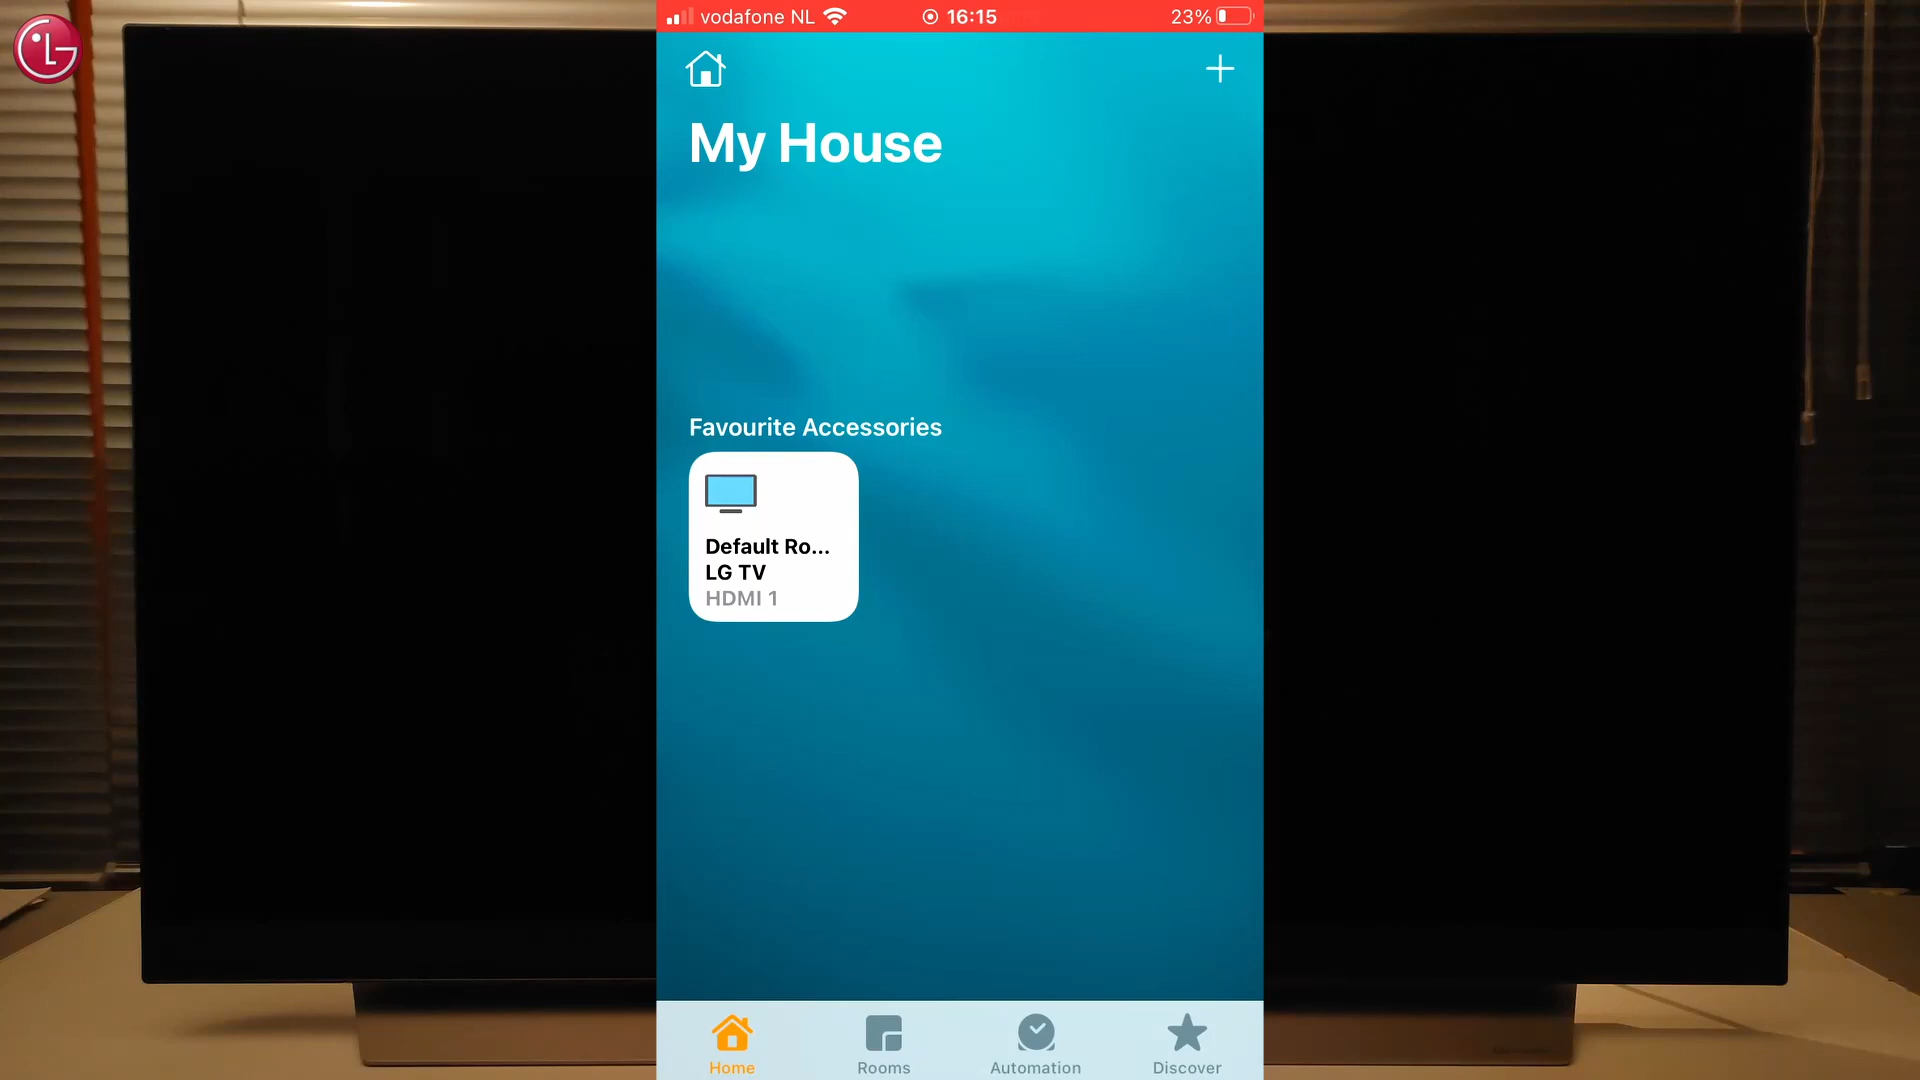 LG
vodafone NL
16:15
23%
My House
Favourite Accessories
Default Ro...
LG TV
HDMI 1
Home
Rooms
Automation
Discover